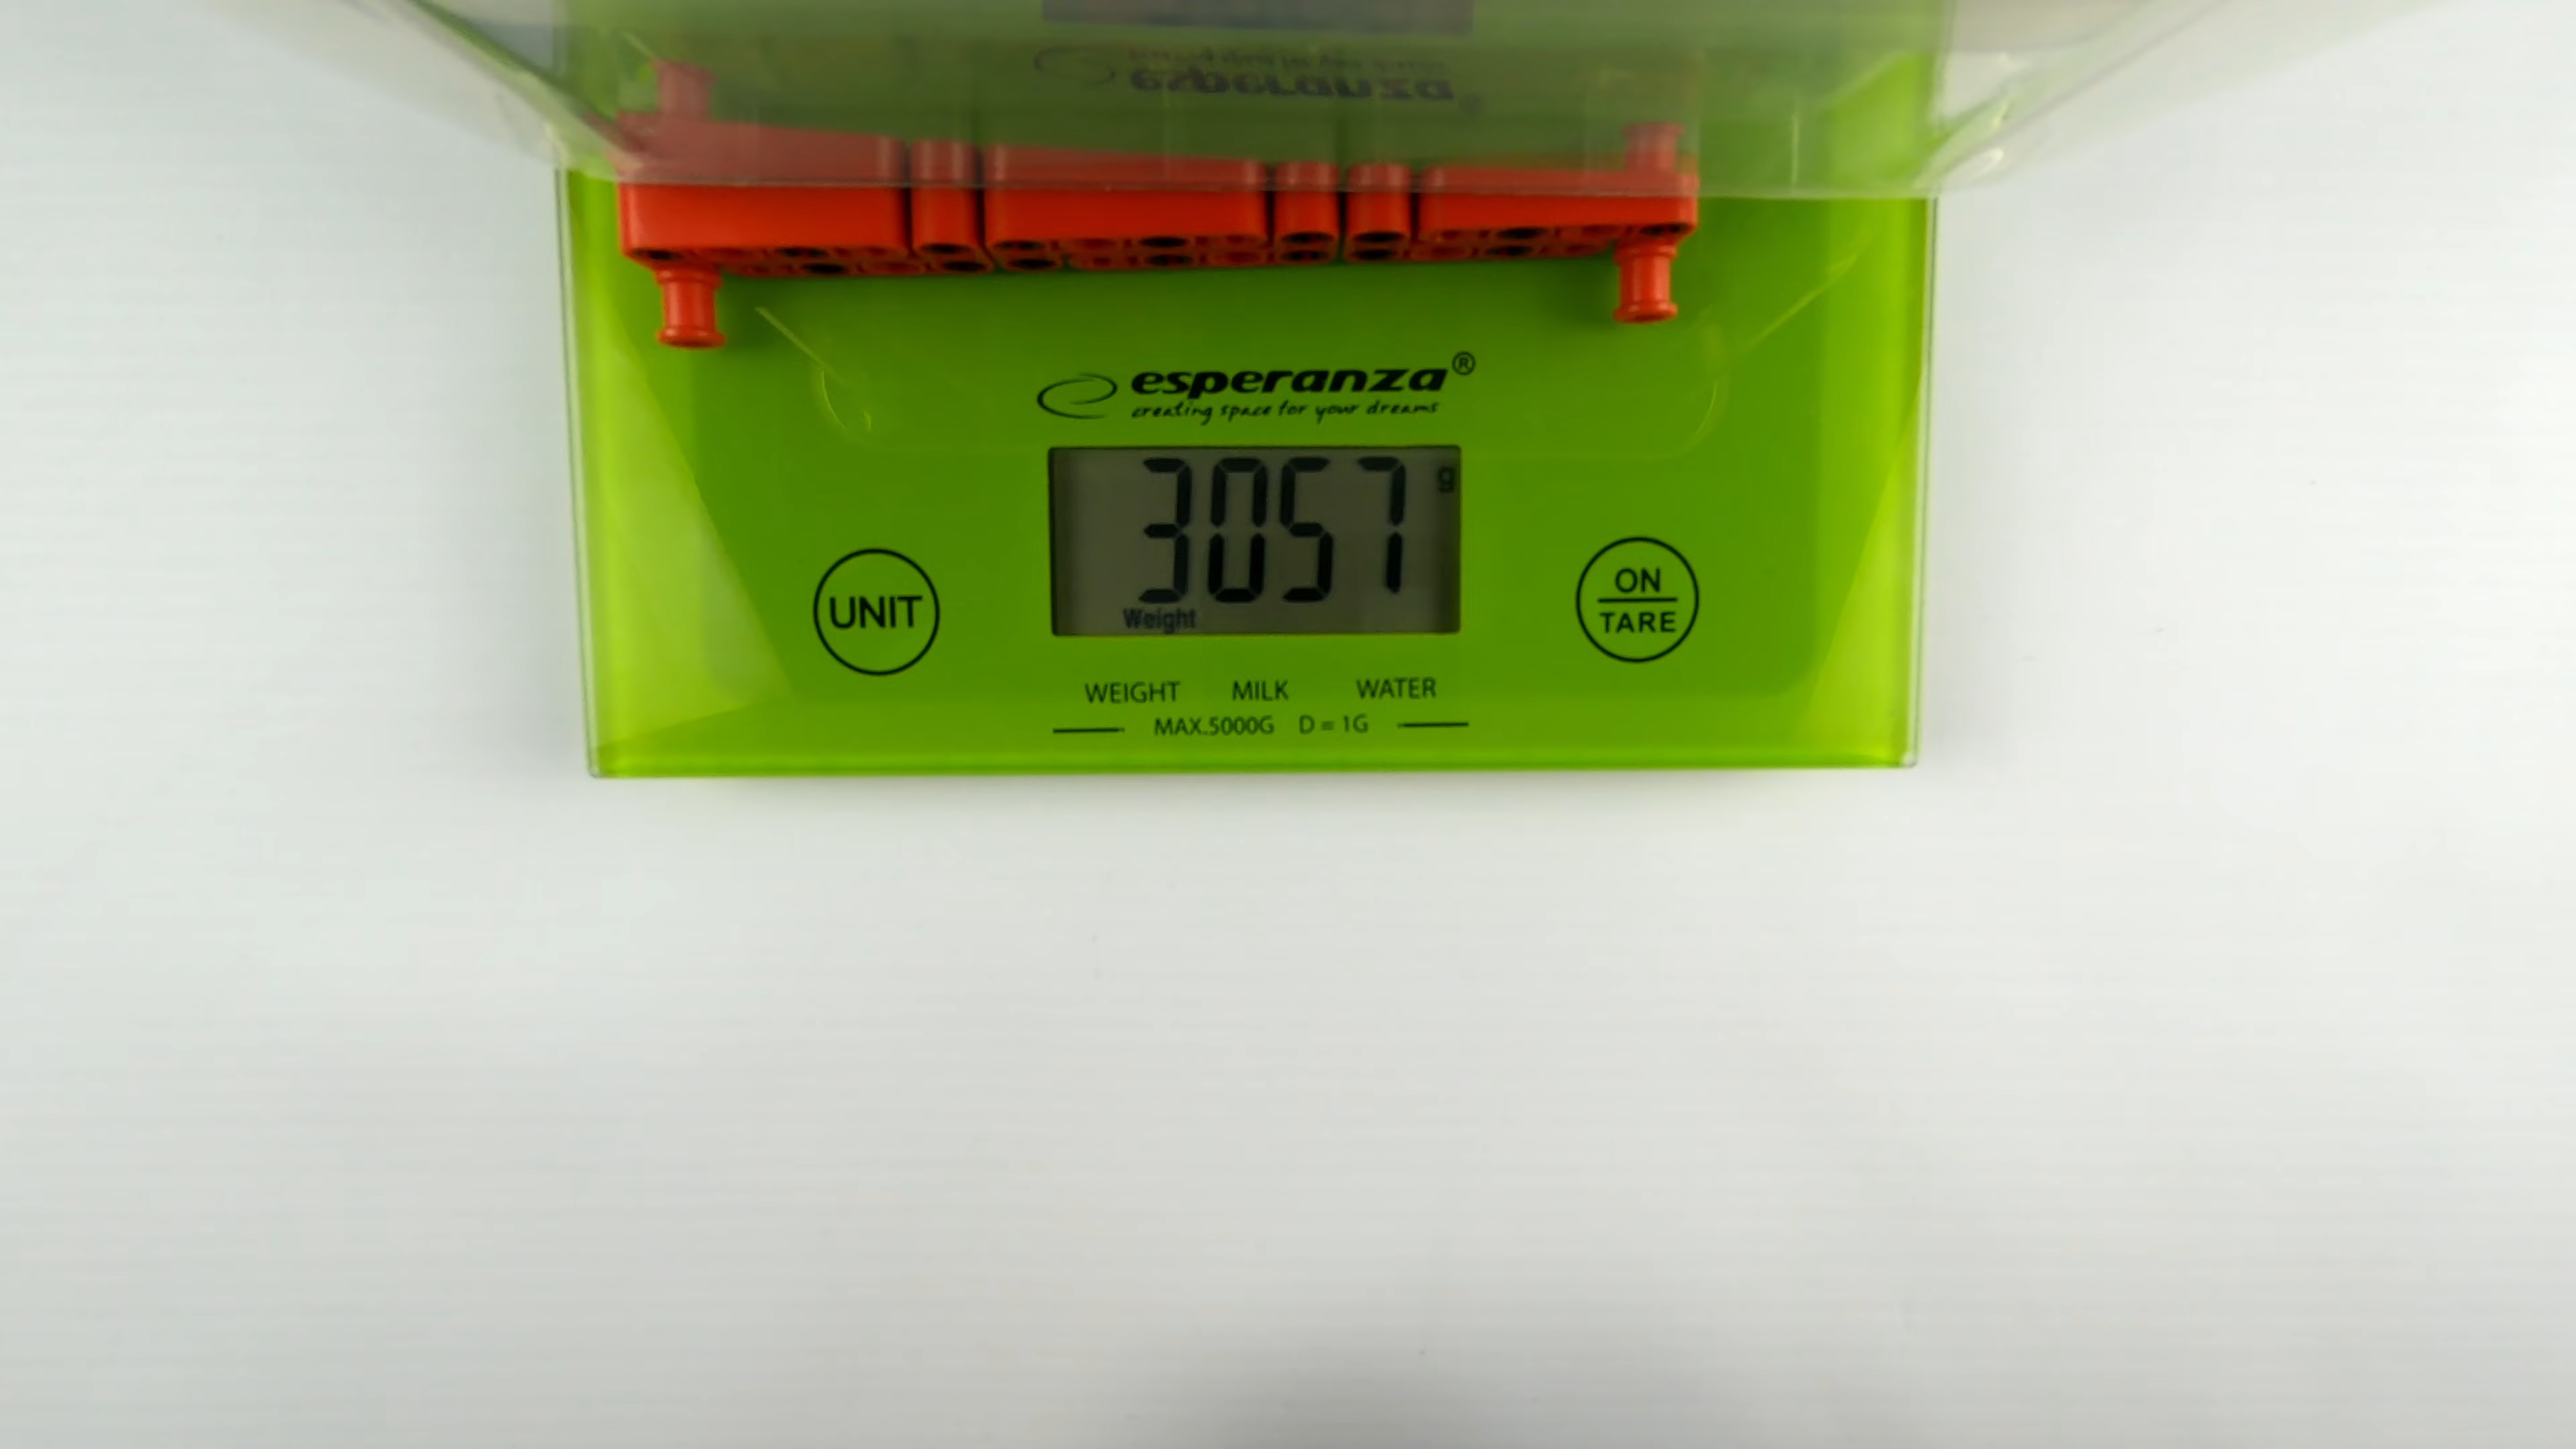 esperanza®
creating space for your dreams
3057 g
Weight
UNIT
ON
TARE
WEIGHT MILK WATER
MAX.5000G D = 1G